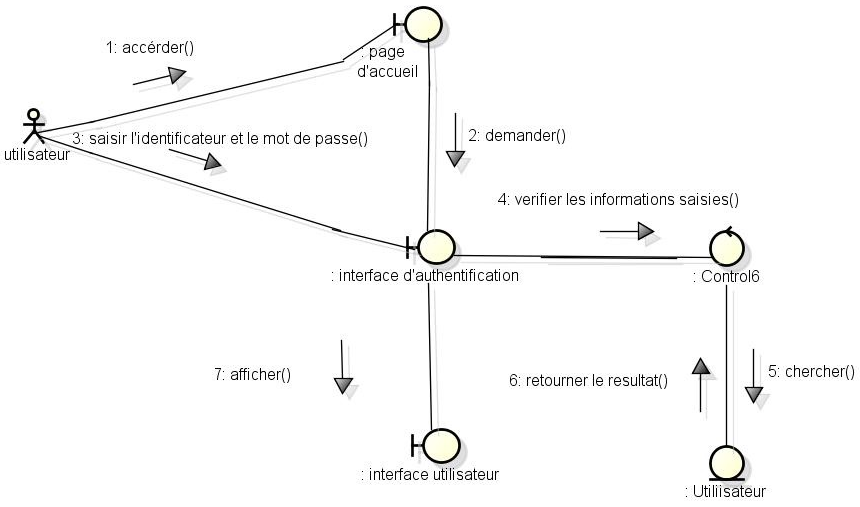 1: accérder()
: page
d'accueil
3: saisir l'identificateur et le mot de passe()
utilisateur
2: demander()
4: verifier les informations saisies()
: interface d'authentification
: Control6
7: afficher()
6: retourner le resultat()
5: chercher()
: interface utilisateur
: Utiliisateur